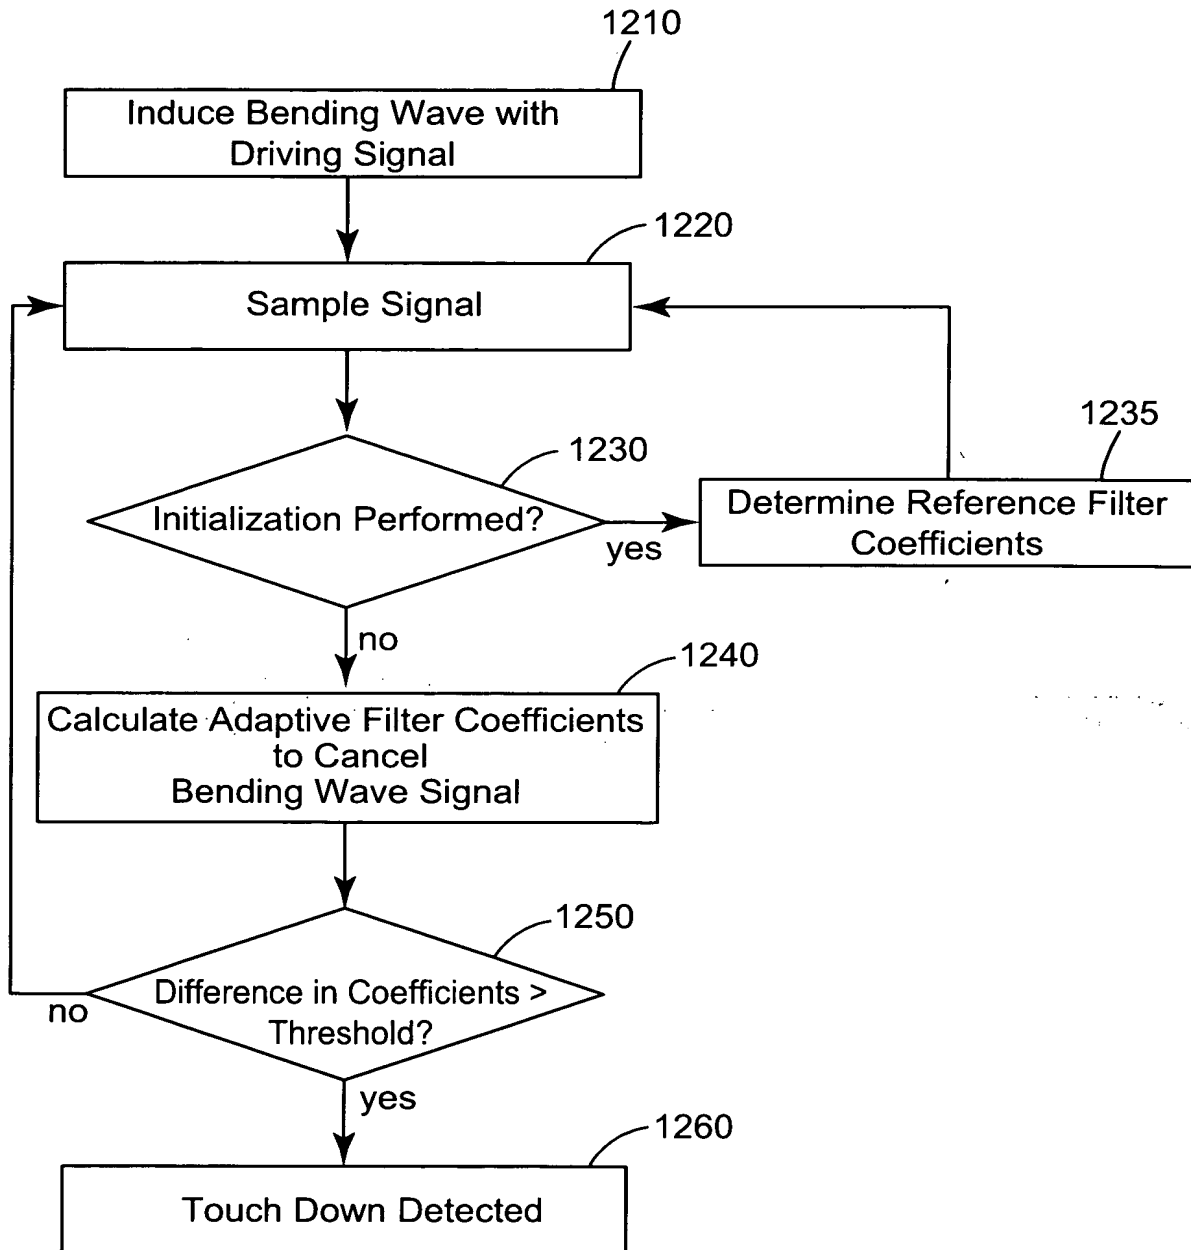 1210
Induce Bending Wave with
Driving Signal
1220
Sample Signal
1230
Initialization Performed?
yes
1235
Determine Reference Filter
Coefficients
no
1240
Calculate Adaptive Filter Coefficients
to Cancel
Bending Wave Signal
1250
Difference in Coefficients >
Threshold?
no
yes
1260
Touch Down Detected